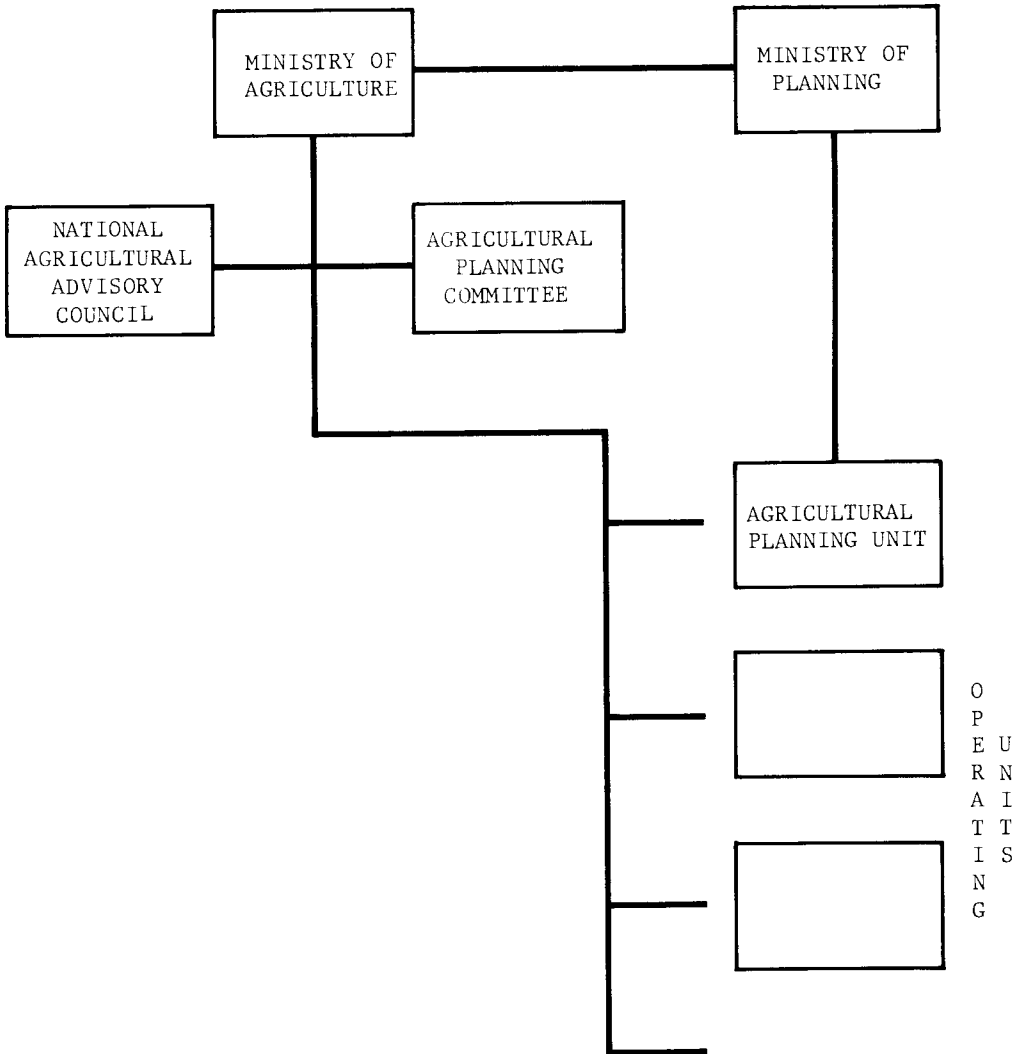 MINISTRY OF
AGRICULTURE
MINISTRY OF
PLANNING
NATIONAL
AGRICULTURAL
ADVISORY
COUNCIL
AGRICULTURAL
PLANNING
COMMITTEE
AGRICULTURAL
PLANNING UNIT
OPERATING
UNITS